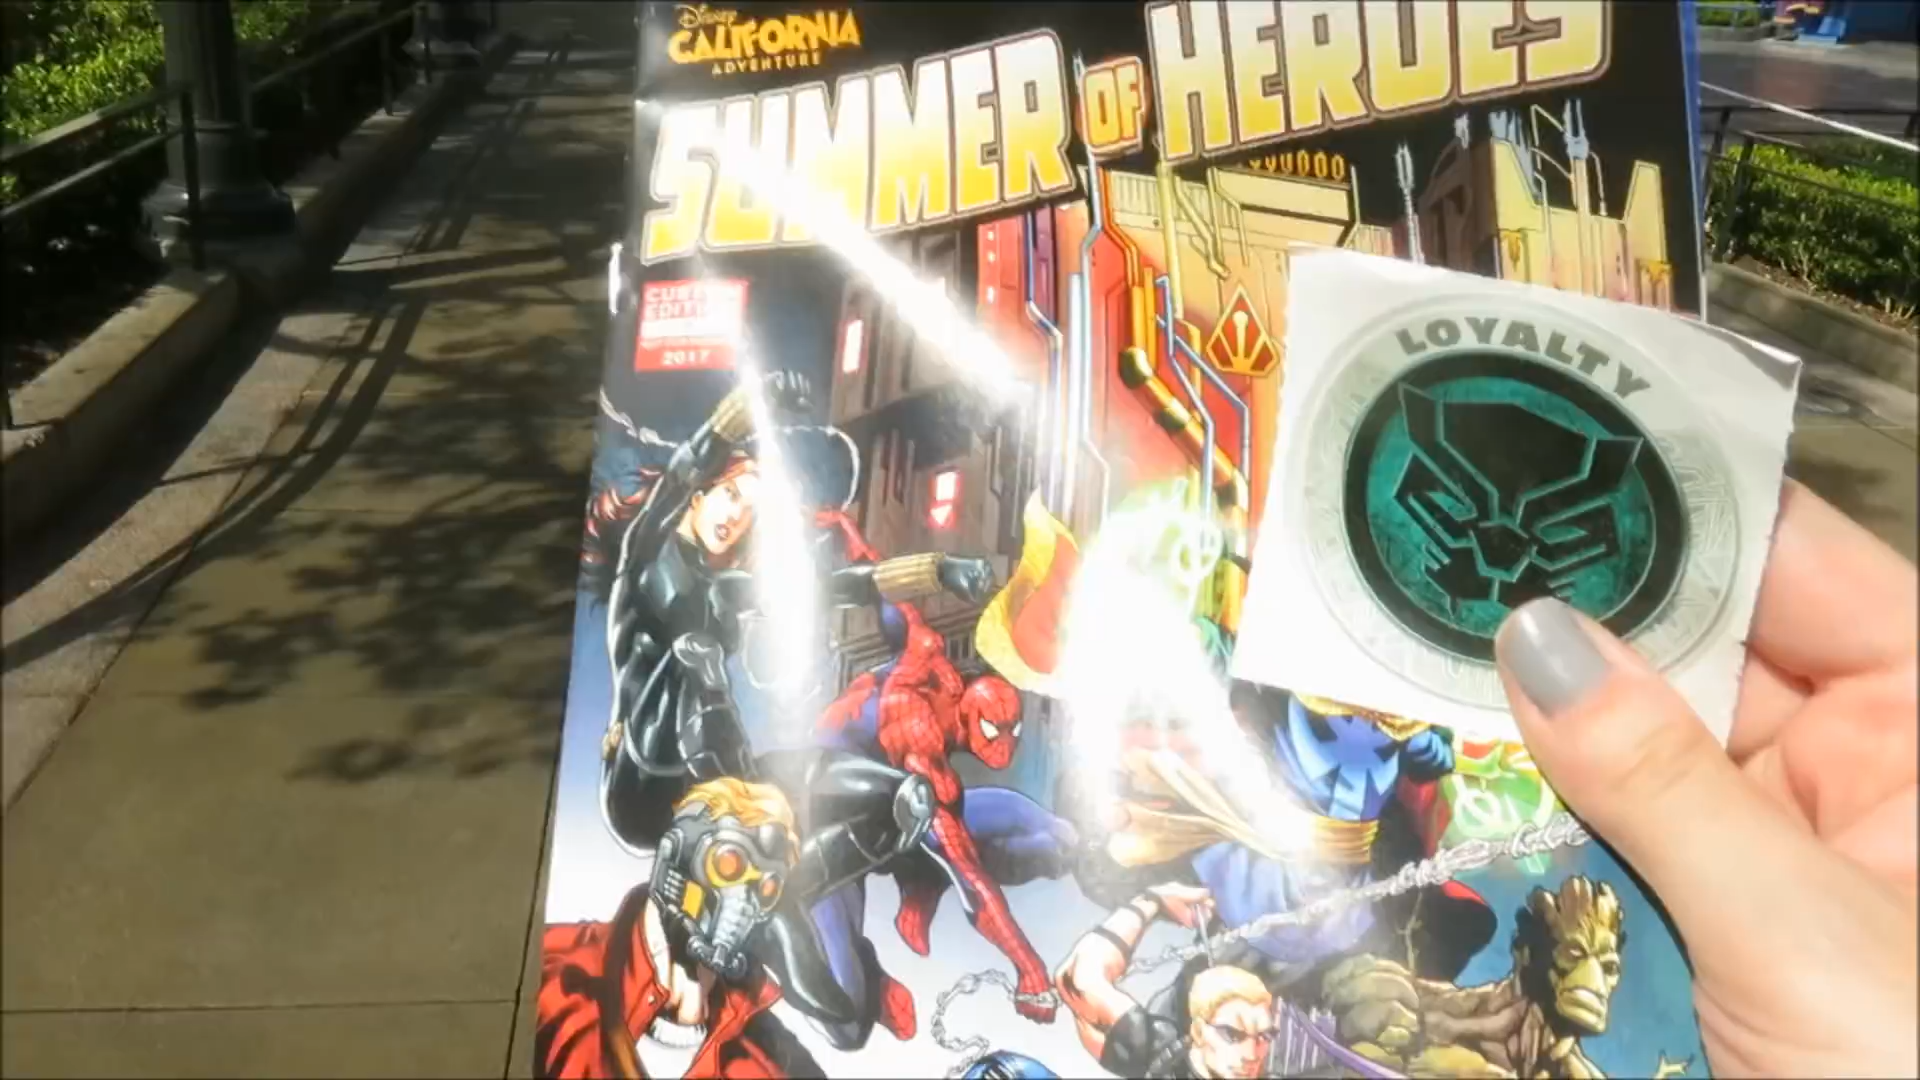 Disney
CALIFORNIA
ADVENTURE
SUMMER OF HEROES
CUSTOM
EDITION
2017
LOYALTY